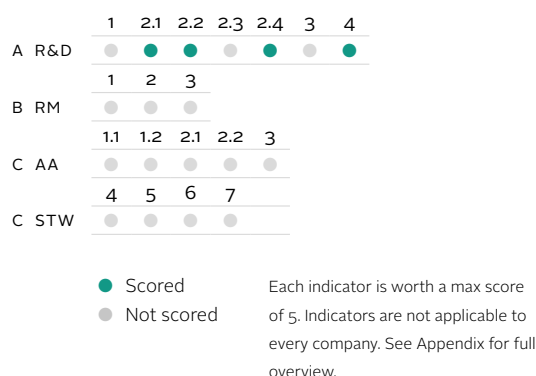 1 2.1 2.2 2.3 2.4 3 4
A R&D
1 2 3
B RM
1.1 1.2 2.1 2.2 3
C AA
4 5 6 7
C STW
Scored
Not scored
Each indicator is worth a max score
of 5. Indicators are not applicable to
every company. See Appendix for full
overview.